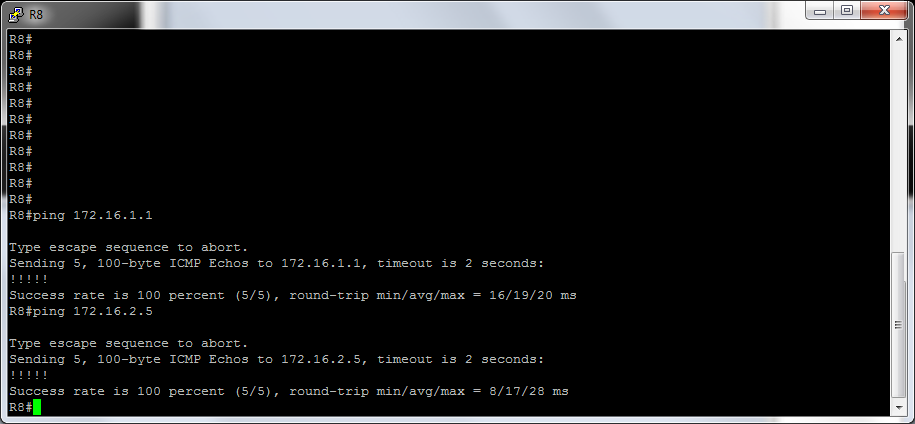 R8
R8#
R8#
R8#
R8#
R8#
R8#
R8#
R8#
R8#
R8#
R8#
R8#ping 172.16.1.1
Type escape sequence to abort.
Sending 5, 100-byte ICMP Echos to 172.16.1.1, timeout is 2 seconds:
!!!!!
Success rate is 100 percent (5/5), round-trip min/avg/max = 16/19/20 ms
R8#ping 172.16.2.5
Type escape sequence to abort.
Sending 5, 100-byte ICMP Echos to 172.16.2.5, timeout is 2 seconds:
!!!!!
Success rate is 100 percent (5/5), round-trip min/avg/max = 8/17/28 ms
R8#